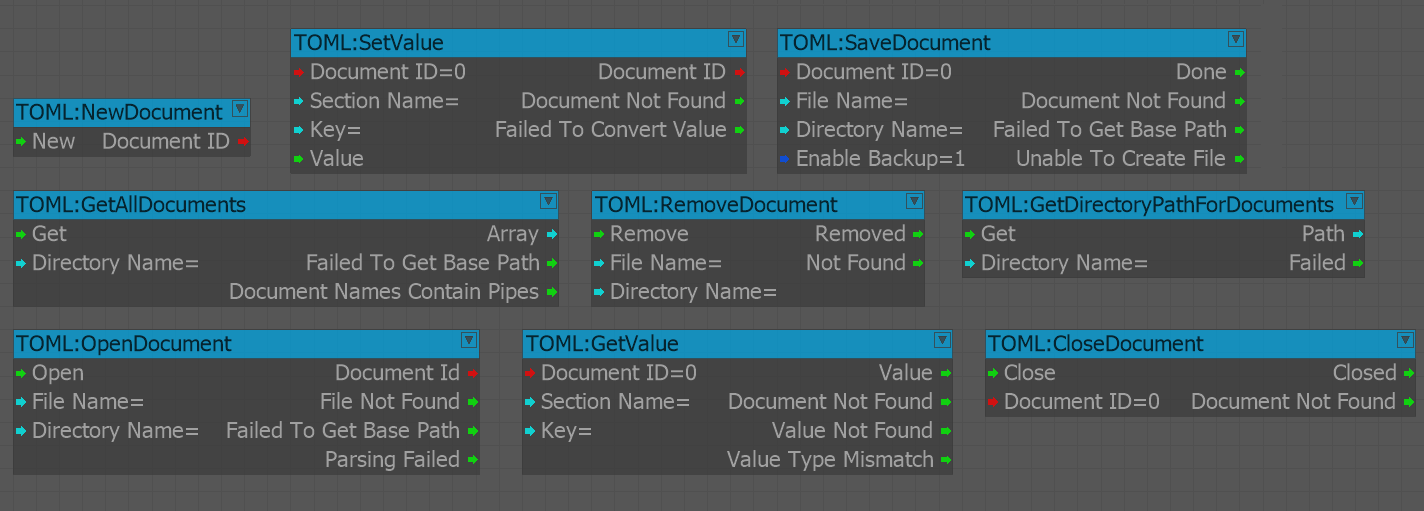 TOML:NewDocument
New Document ID
TOML:SetValue
Document ID=0 Document ID
Section Name= Document Not Found
Key= Failed To Convert Value
Value
TOML:SaveDocument
Document ID=0 Done
File Name= Document Not Found
Directory Name= Failed To Get Base Path
Enable Backup=1 Unable To Create File
TOML:GetAllDocuments
Get Array
Directory Name= Failed To Get Base Path
Document Names Contain Pipes
TOML:RemoveDocument
Remove Removed
File Name= Not Found
Directory Name=
TOML:GetDirectoryPathForDocuments
Get Path
Directory Name= Failed
TOML:OpenDocument
Open Document Id
File Name= File Not Found
Directory Name= Failed To Get Base Path
Parsing Failed
TOML:GetValue
Document ID=0 Value
Section Name= Document Not Found
Key= Value Not Found
Value Type Mismatch
TOML:CloseDocument
Close Closed
Document ID=0 Document Not Found